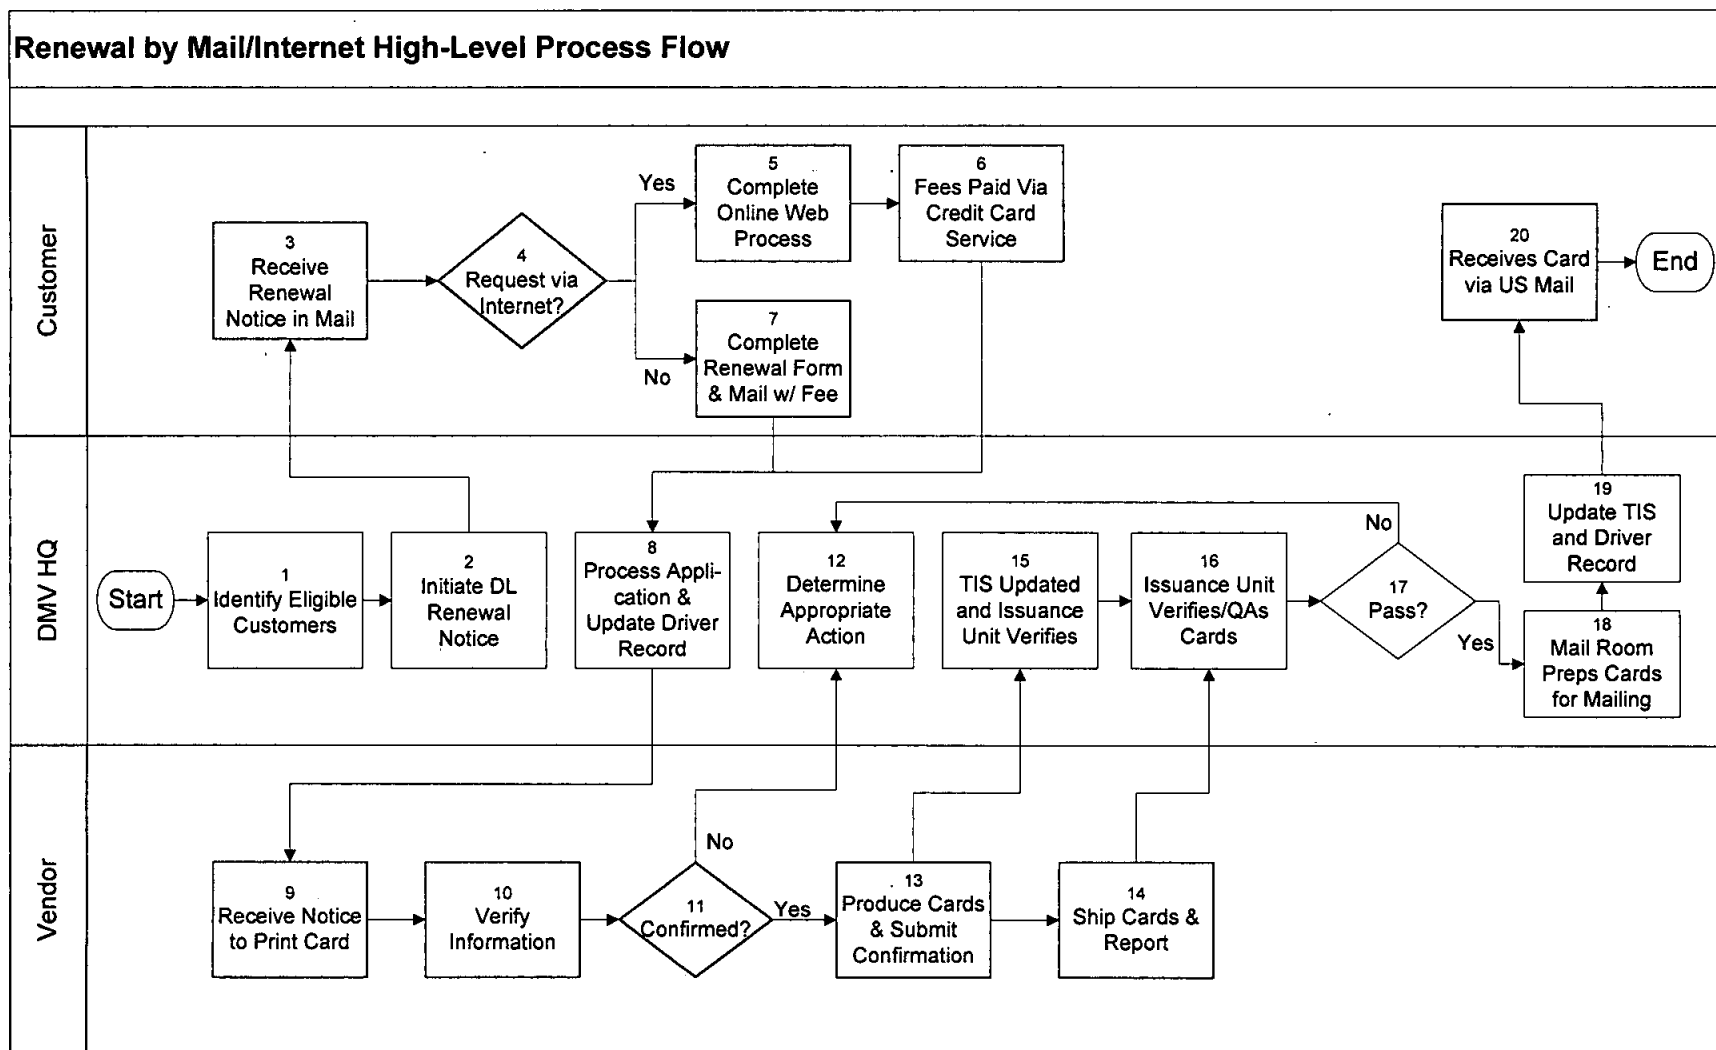 Renewal by Mail/Internet High-Level Process Flow
Customer
3
Receive
Renewal
Notice in Mail
4
Request via
Internet?
Yes
No
5
Complete
Online Web
Process
6
Fees Paid Via
Credit Card
Service
7
Complete
Renewal Form
& Mail w/ Fee
20
Receives Card
via US Mail
End
DMV HQ
Start
1
Identify Eligible
Customers
2
Initiate DL
Renewal
Notice
8
Process Appli-
cation &
Update Driver
Record
12
Determine
Appropriate
Action
15
TIS Updated
and Issuance
Unit Verifies
16
Issuance Unit
Verifies/QAs
Cards
No
17
Pass?
Yes
19
Update TIS
and Driver
Record
18
Mail Room
Preps Cards
for Mailing
Vendor
9
Receive Notice
to Print Card
10
Verify
Information
No
11
Confirmed?
Yes
13
Produce Cards
& Submit
Confirmation
14
Ship Cards &
Report